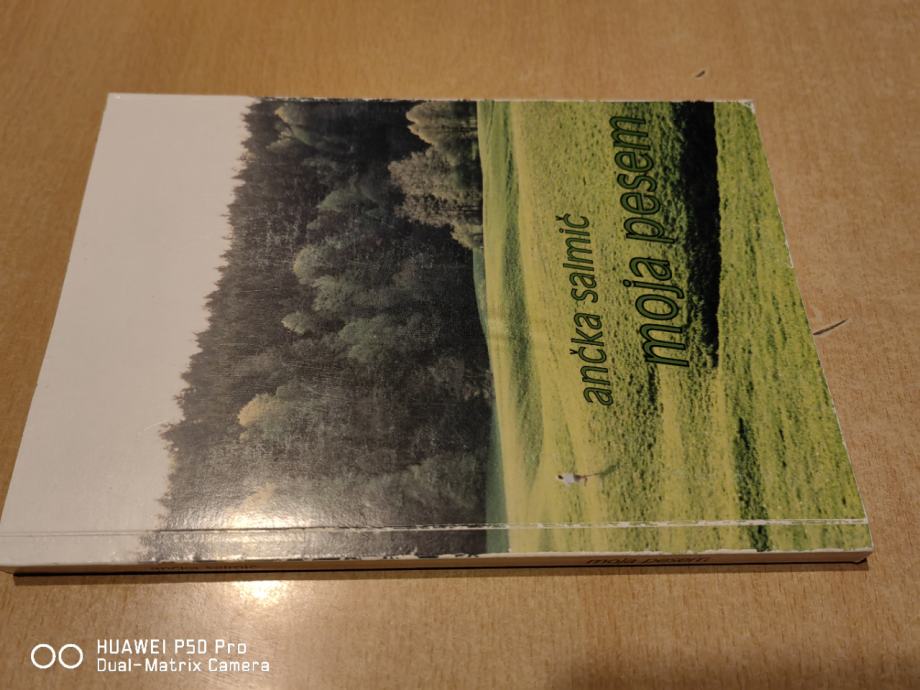 ančka salmič
moja pesem
ančka salmič
moja pesem
HUAWEI P50 Pro
Dual-Matrix Camera